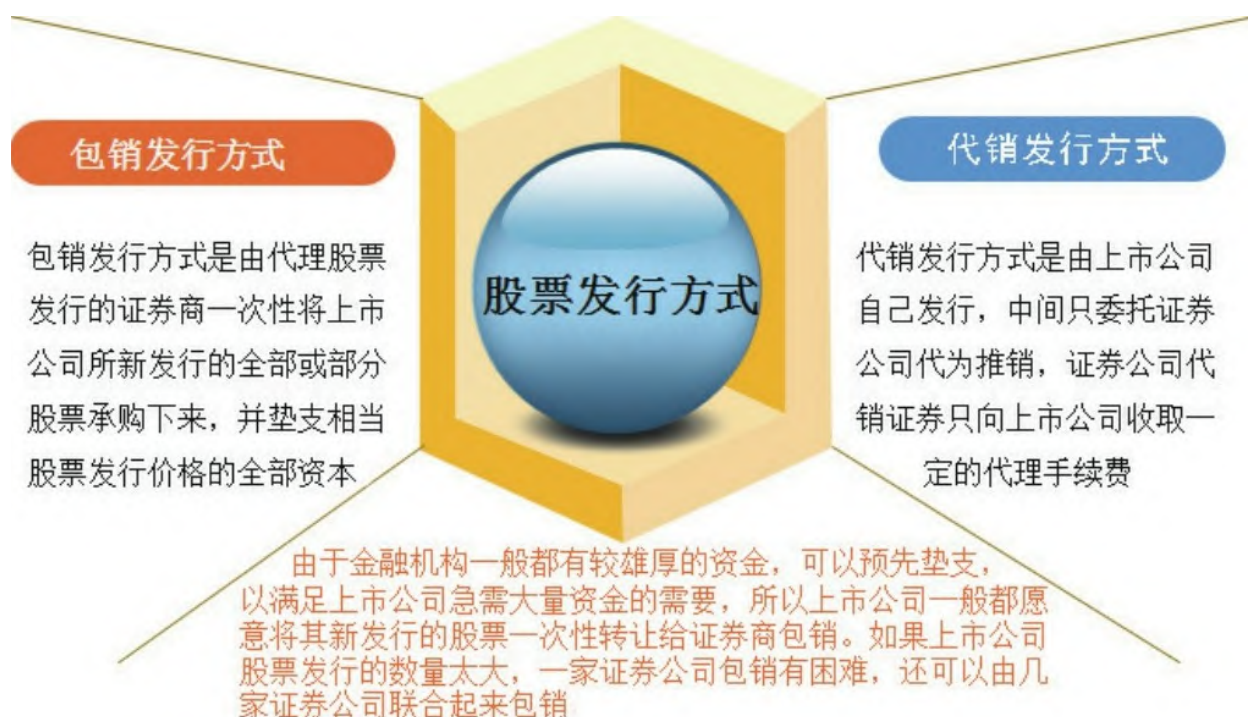 包销发行方式
包销发行方式是由代理股票
发行的证券商一次性将上市
公司所新发行的全部或部分
股票承购下来，并垫支相当
股票发行价格的全部资本
股票发行方式
代销发行方式
代销发行方式是由上市公司
自己发行，中间只委托证券
公司代为推销，证券公司代
销证券只向上市公司收取一
定的代理手续费
由于金融机构一般都有较雄厚的资金，可以预先垫支，
以满足上市公司急需大量资金的需要，所以上市公司一般都愿
意将其新发行的股票一次性转让给证券商包销。如果上市公司
股票发行的数量太大，一家证券公司包销有困难，还可以由几
家证券公司联合起来包销